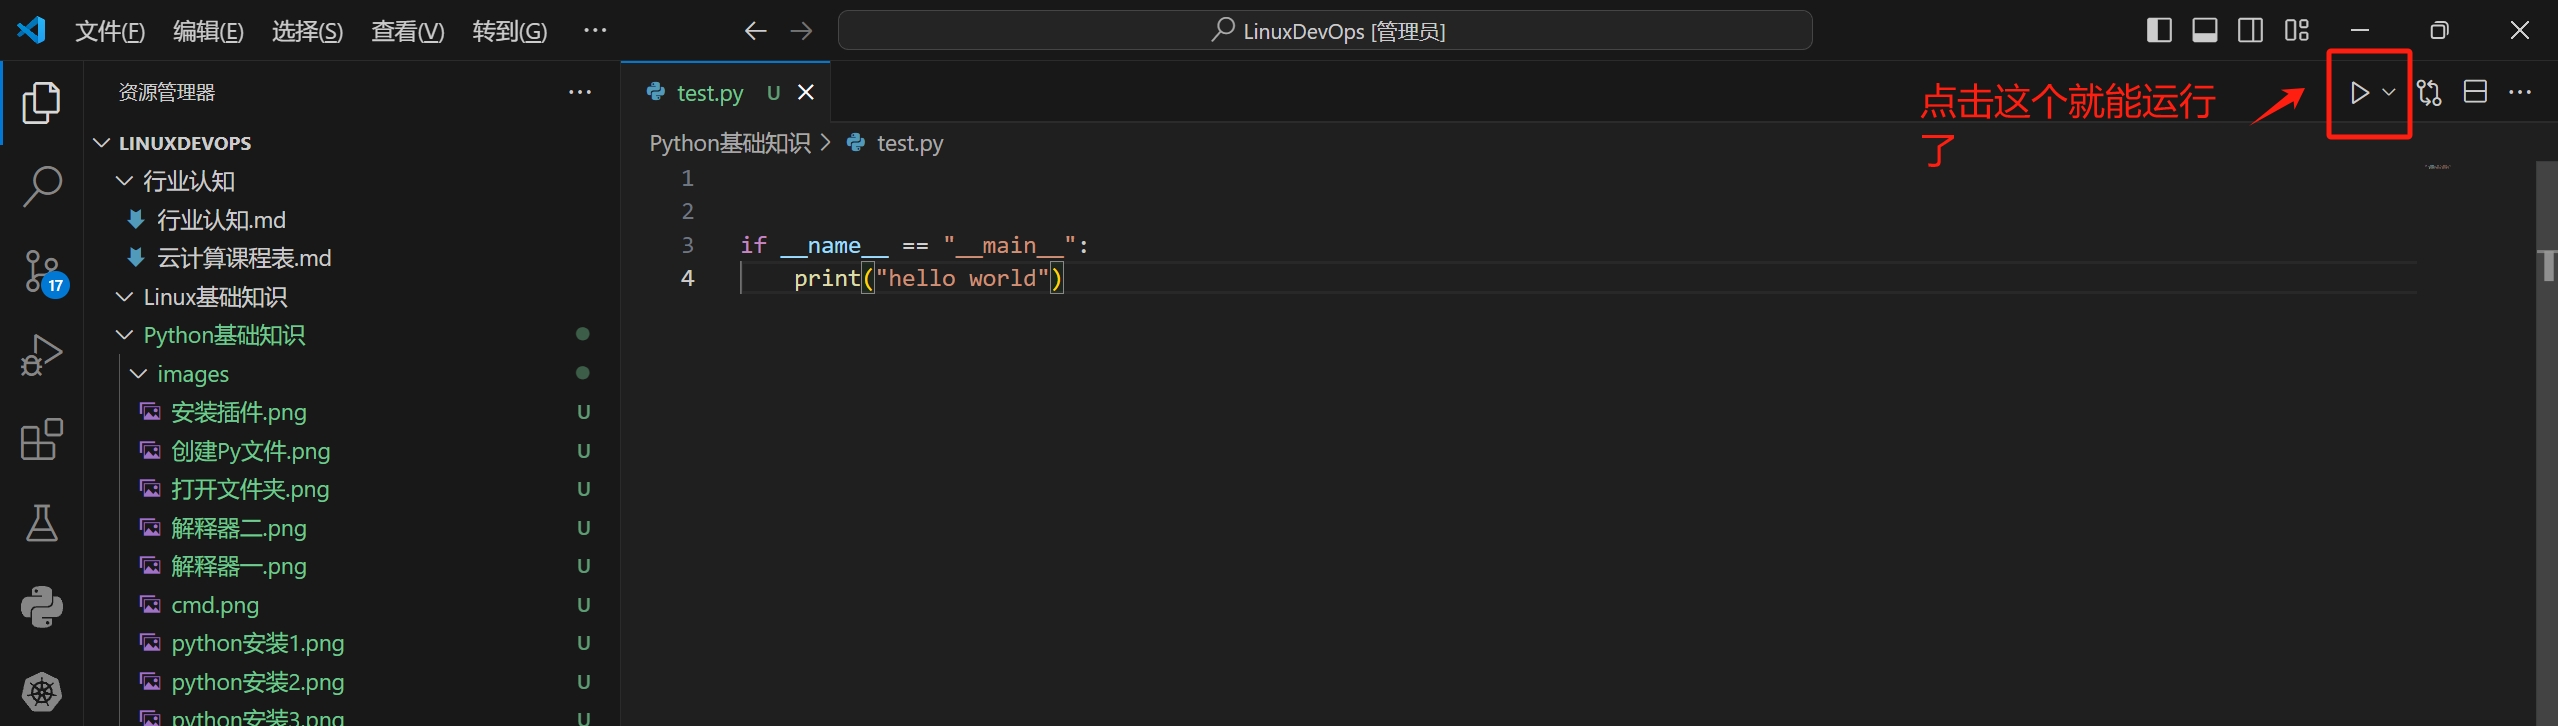 文件(F) 编辑(E) 选择(S) 查看(V) 转到(G) ··· LinuxDevOps [管理员]
资源管理器 ···
LINUXDEVOPS
行业认知
行业认知.md
云计算课程表.md
Linux基础知识
Python基础知识
images
安装插件.png U
创建Py文件.png U
打开文件夹.png U
解释器二.png U
解释器一.png U
cmd.png U
python安装1.png U
python安装2.png U
python安装3.png U
17
test.py U
Python基础知识 > test.py
1
2
3 if __name__ == "__main__":
4 print("hello world")
点击这个就能运行
了